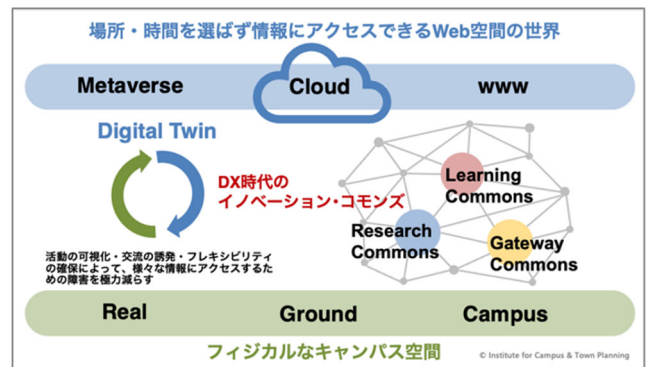 場所・時間を選ばず情報にアクセスできるWeb空間の世界
Metaverse
Cloud
www
Digital Twin
DX時代の
イノベーション・コモンズ
Learning
Commons
Research
Commons
Gateway
Commons
活動の可視化・交流の誘発・フレキシビリティ
の確保によって、様々な情報にアクセスするた
めの障害を極力減らす
Real
Ground
Campus
フィジカルなキャンパス空間
© Institute for Campus & Town Planning